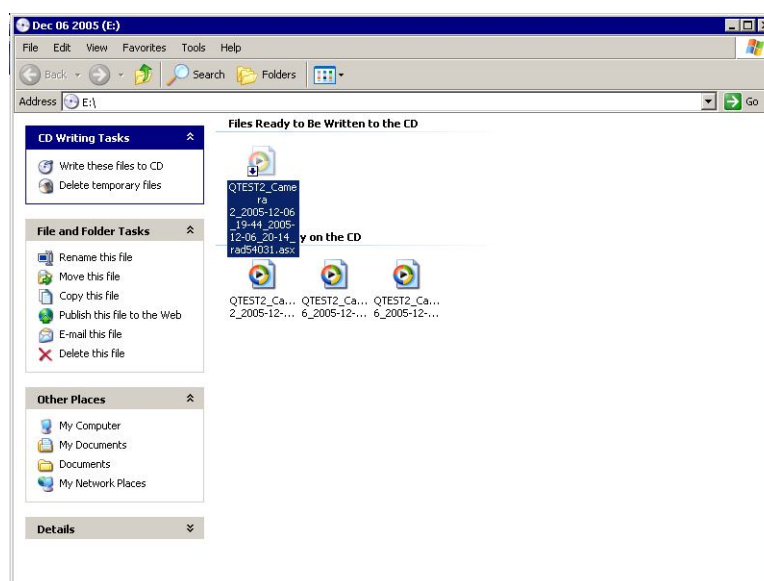 Dec 06 2005 (E:)
File Edit View Favorites Tools Help
Back Search Folders
Address E:\ Go
Files Ready to Be Written to the CD
CD Writing Tasks
Write these files to CD
Delete temporary files
QTEST2_Came
ra
2_2005-12-06
_19-44_2005-
12-06_20-14_
rad54031.asx
y on the CD
File and Folder Tasks
Rename this file
Move this file
Copy this file
Publish this file to the Web
E-mail this file
Delete this file
QTEST2_Ca... QTEST2_Ca... QTEST2_Ca...
2_2005-12-... 6_2005-12-... 6_2005-12-...
Other Places
My Computer
My Documents
Documents
My Network Places
Details